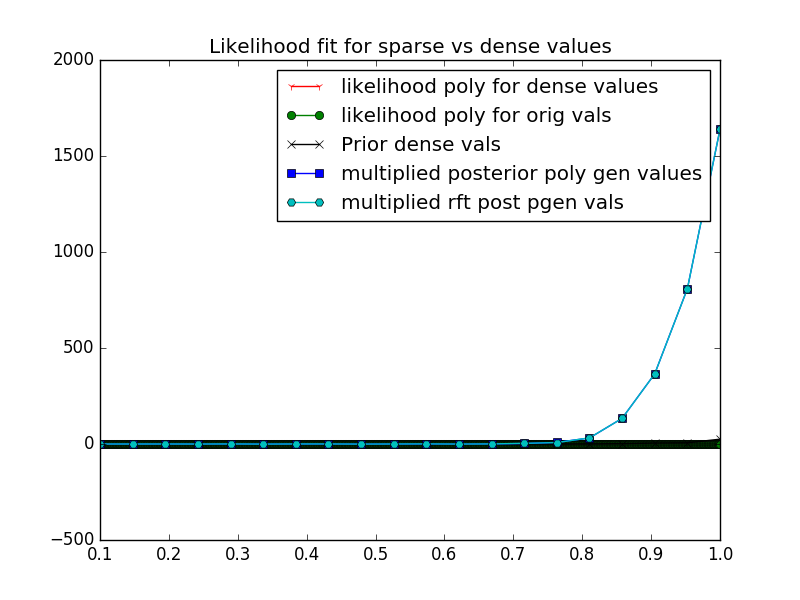 Likelihood fit for sparse vs dense values
2000
1500
1000
500
0
−500
likelihood poly for dense values
likelihood poly for orig vals
Prior dense vals
multiplied posterior poly gen values
multiplied rft post pgen vals
0.1 0.2 0.3 0.4 0.5 0.6 0.7 0.8 0.9 1.0